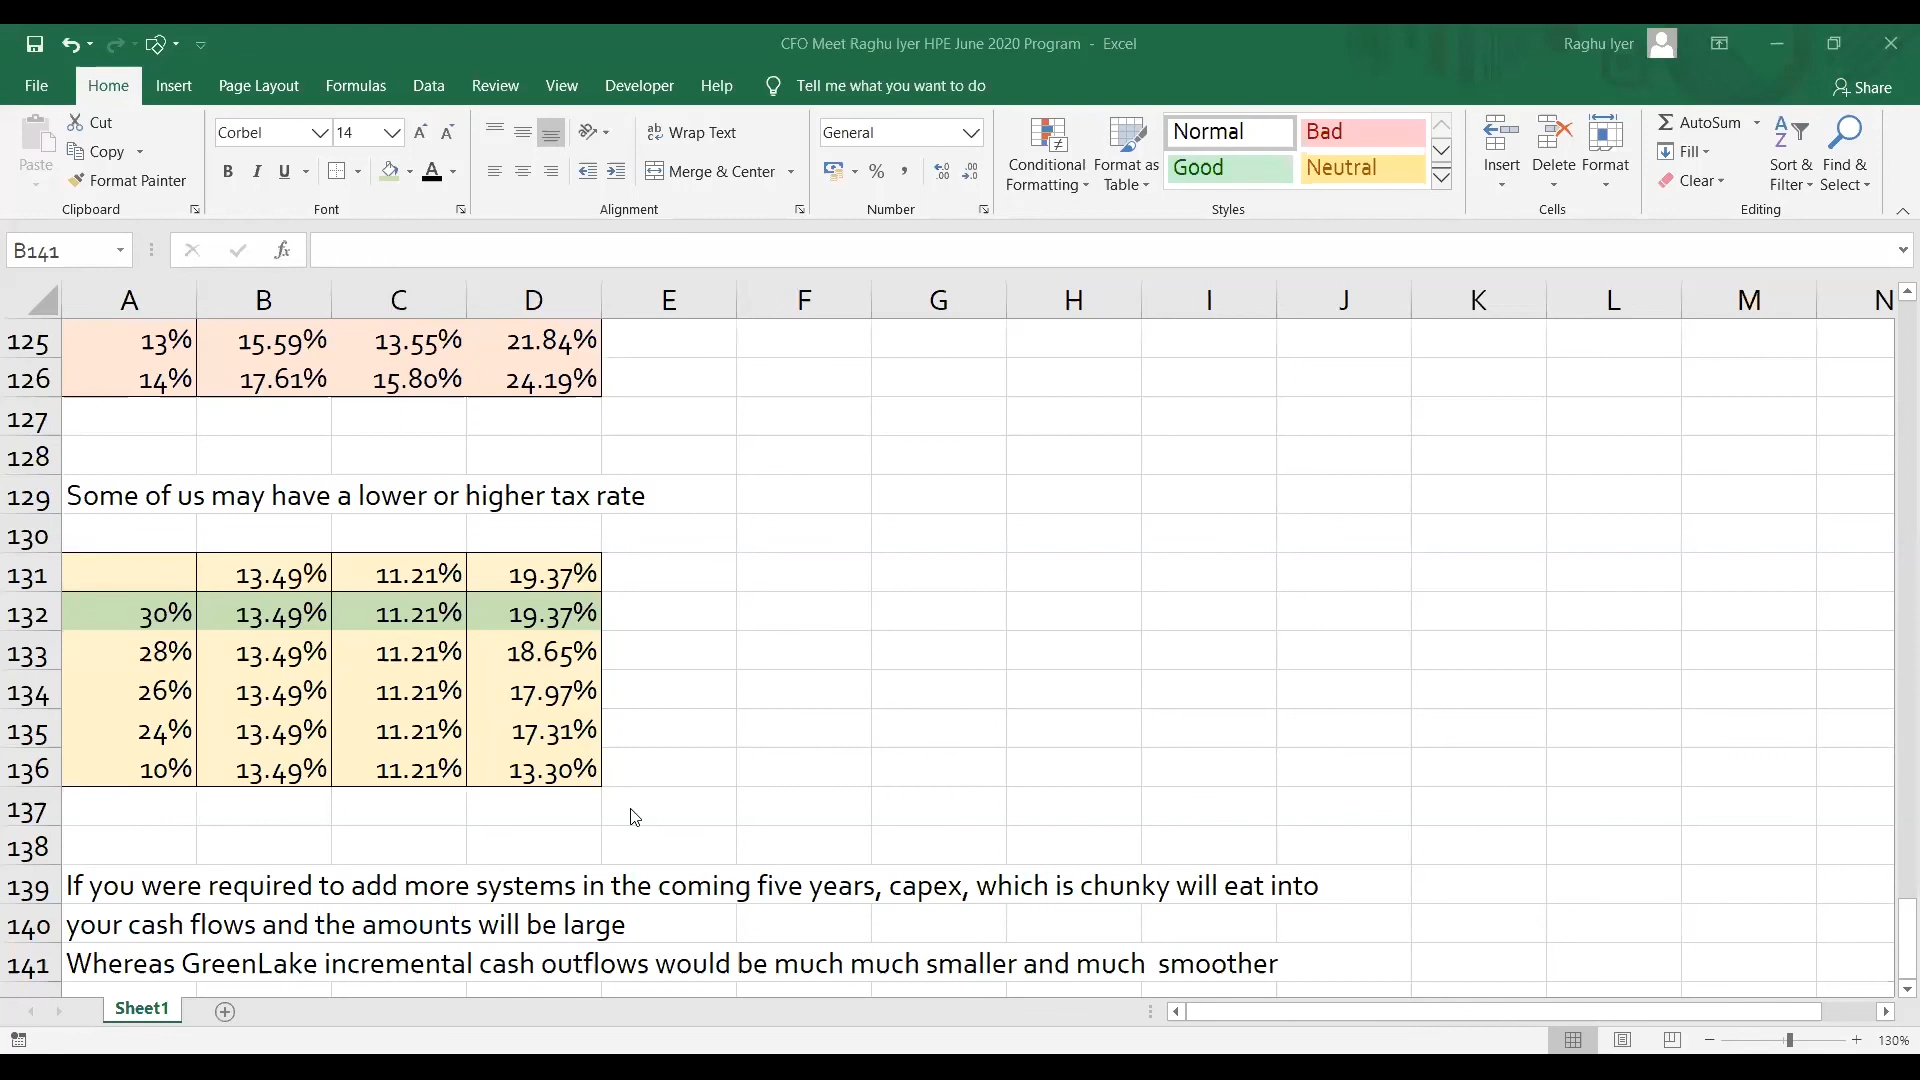 CFO Meet Raghu Iyer HPE June 2020 Program - Excel
Raghu Iyer
File Home Insert Page Layout Formulas Data Review View Developer Help Tell me what you want to do
Share
Paste
Cut
Copy
Format Painter
Clipboard
Corbel 14
B I U A
Font
Wrap Text
Merge & Center
Alignment
General
%
Number
Conditional Formatting
Format as Table
Normal Bad
Good Neutral
Styles
Insert Delete Format
Cells
AutoSum
Fill
Clear
Sort & Filter
Find & Select
Editing
B141
fx
A B C D E F G H I J K L M N
125 13% 15.59% 13.55% 21.84%
126 14% 17.61% 15.80% 24.19%
127
128
129 Some of us may have a lower or higher tax rate
130
131 13.49% 11.21% 19.37%
132 30% 13.49% 11.21% 19.37%
133 28% 13.49% 11.21% 18.65%
134 26% 13.49% 11.21% 17.97%
135 24% 13.49% 11.21% 17.31%
136 10% 13.49% 11.21% 13.30%
137
138
139 If you were required to add more systems in the coming five years, capex, which is chunky will eat into
140 your cash flows and the amounts will be large
141 Whereas GreenLake incremental cash outflows would be much much smaller and much smoother
Sheet1
130%